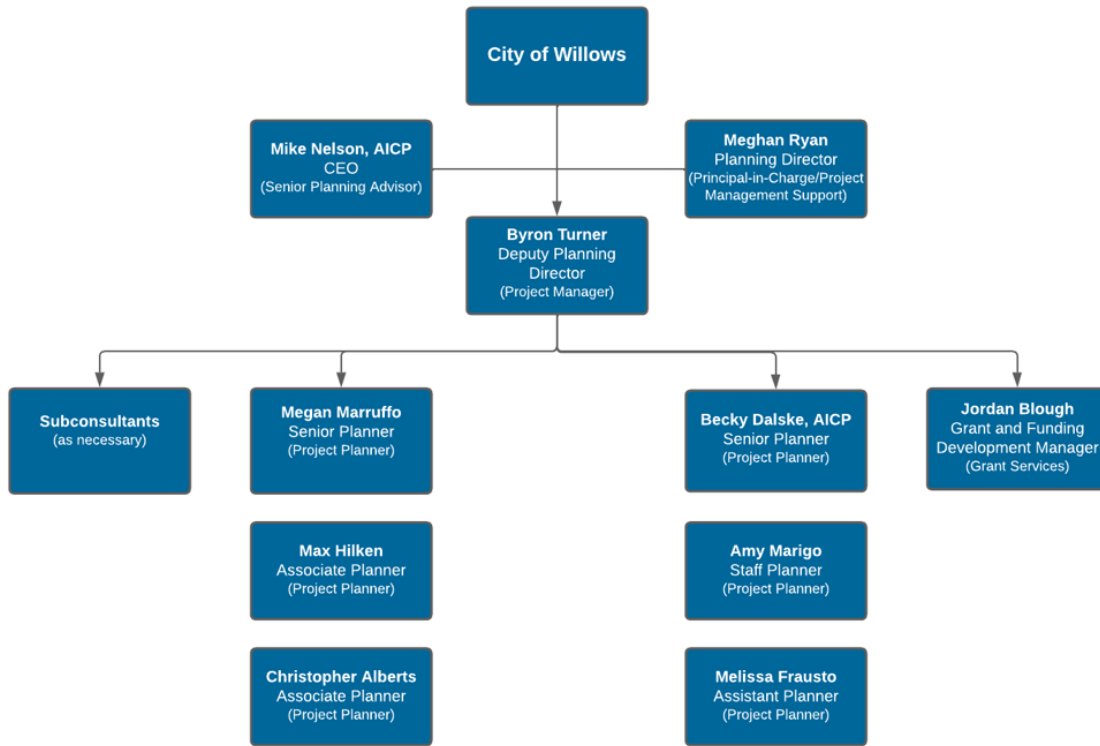 City of Willows
Mike Nelson, AICP
CEO
(Senior Planning Advisor)
Meghan Ryan
Planning Director
(Principal-in-Charge/Project
Management Support)
Byron Turner
Deputy Planning
Director
(Project Manager)
Subconsultants
(as necessary)
Megan Marruffo
Senior Planner
(Project Planner)
Becky Dalske, AICP
Senior Planner
(Project Planner)
Jordan Blough
Grant and Funding
Development Manager
(Grant Services)
Max Hilken
Associate Planner
(Project Planner)
Amy Marigo
Staff Planner
(Project Planner)
Christopher Alberts
Associate Planner
(Project Planner)
Melissa Frausto
Assistant Planner
(Project Planner)